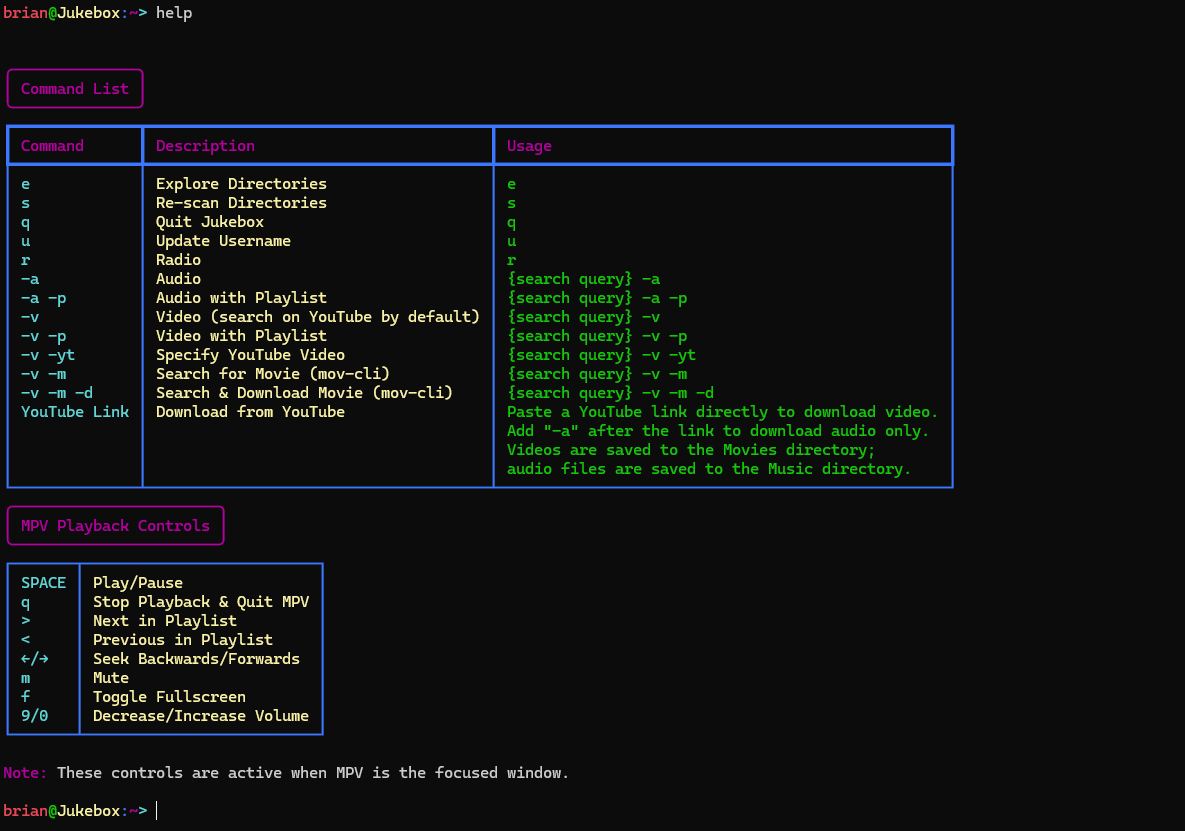 brian@Jukebox:~> help
Command List
Command Description Usage
e Explore Directories e
s Re-scan Directories s
q Quit Jukebox q
u Update Username u
r Radio r
-a Audio {search query} -a
-a -p Audio with Playlist {search query} -a -p
-v Video (search on YouTube by default) {search query} -v
-v -p Video with Playlist {search query} -v -p
-v -yt Specify YouTube Video {search query} -v -yt
-v -m Search for Movie (mov-cli) {search query} -v -m
-v -m -d Search & Download Movie (mov-cli) {search query} -v -m -d
YouTube Link Download from YouTube Paste a YouTube link directly to download video.
Add "-a" after the link to download audio only.
Videos are saved to the Movies directory;
audio files are saved to the Music directory.
MPV Playback Controls
SPACE Play/Pause
q Stop Playback & Quit MPV
> Next in Playlist
< Previous in Playlist
←/→ Seek Backwards/Forwards
m Mute
f Toggle Fullscreen
9/0 Decrease/Increase Volume
Note: These controls are active when MPV is the focused window.
brian@Jukebox:~>